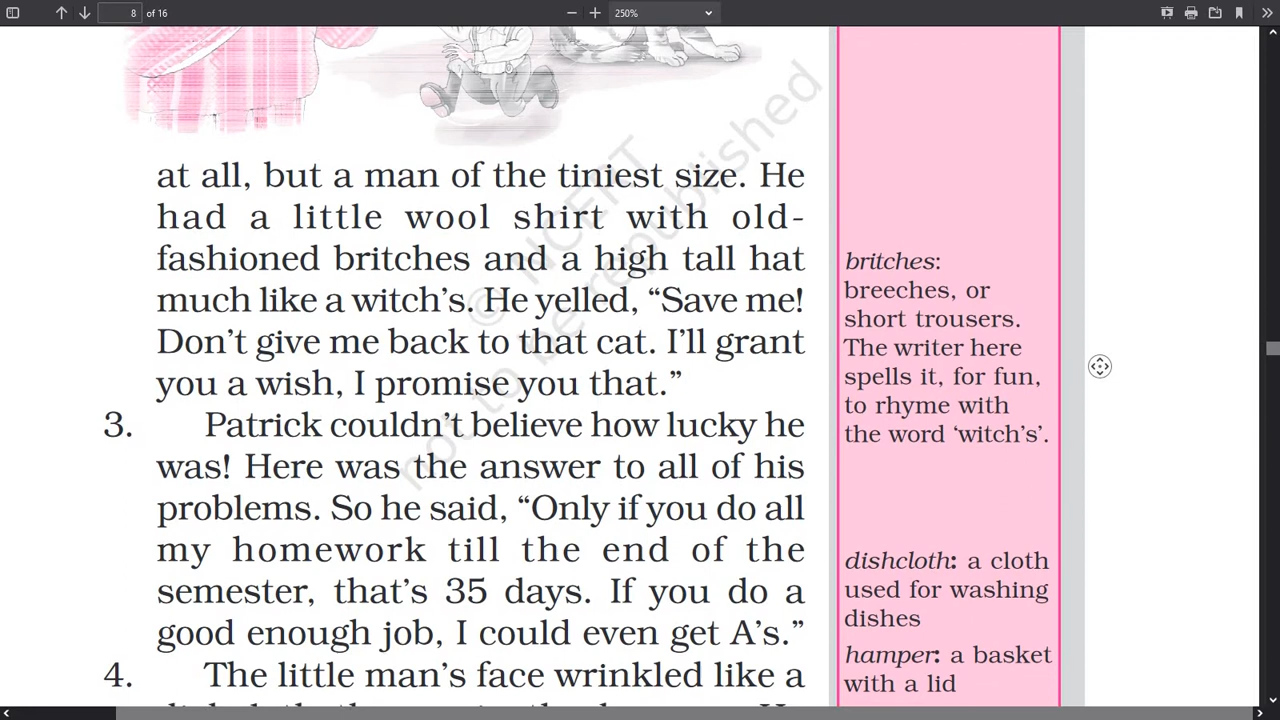 8 of 16
250%
at all, but a man of the tiniest size. He
had a little wool shirt with old-
fashioned britches and a high tall hat
much like a witch's. He yelled, “Save me!
Don't give me back to that cat. I'll grant
you a wish, I promise you that.”
3. Patrick couldn't believe how lucky he
was! Here was the answer to all of his
problems. So he said, “Only if you do all
my homework till the end of the
semester, that's 35 days. If you do a
good enough job, I could even get A's.”
4. The little man's face wrinkled like a
britches:
breeches, or
short trousers.
The writer here
spells it, for fun,
to rhyme with
the word ‘witch's’.
dishcloth: a cloth
used for washing
dishes
hamper: a basket
with a lid
© NCERT
not to be republished